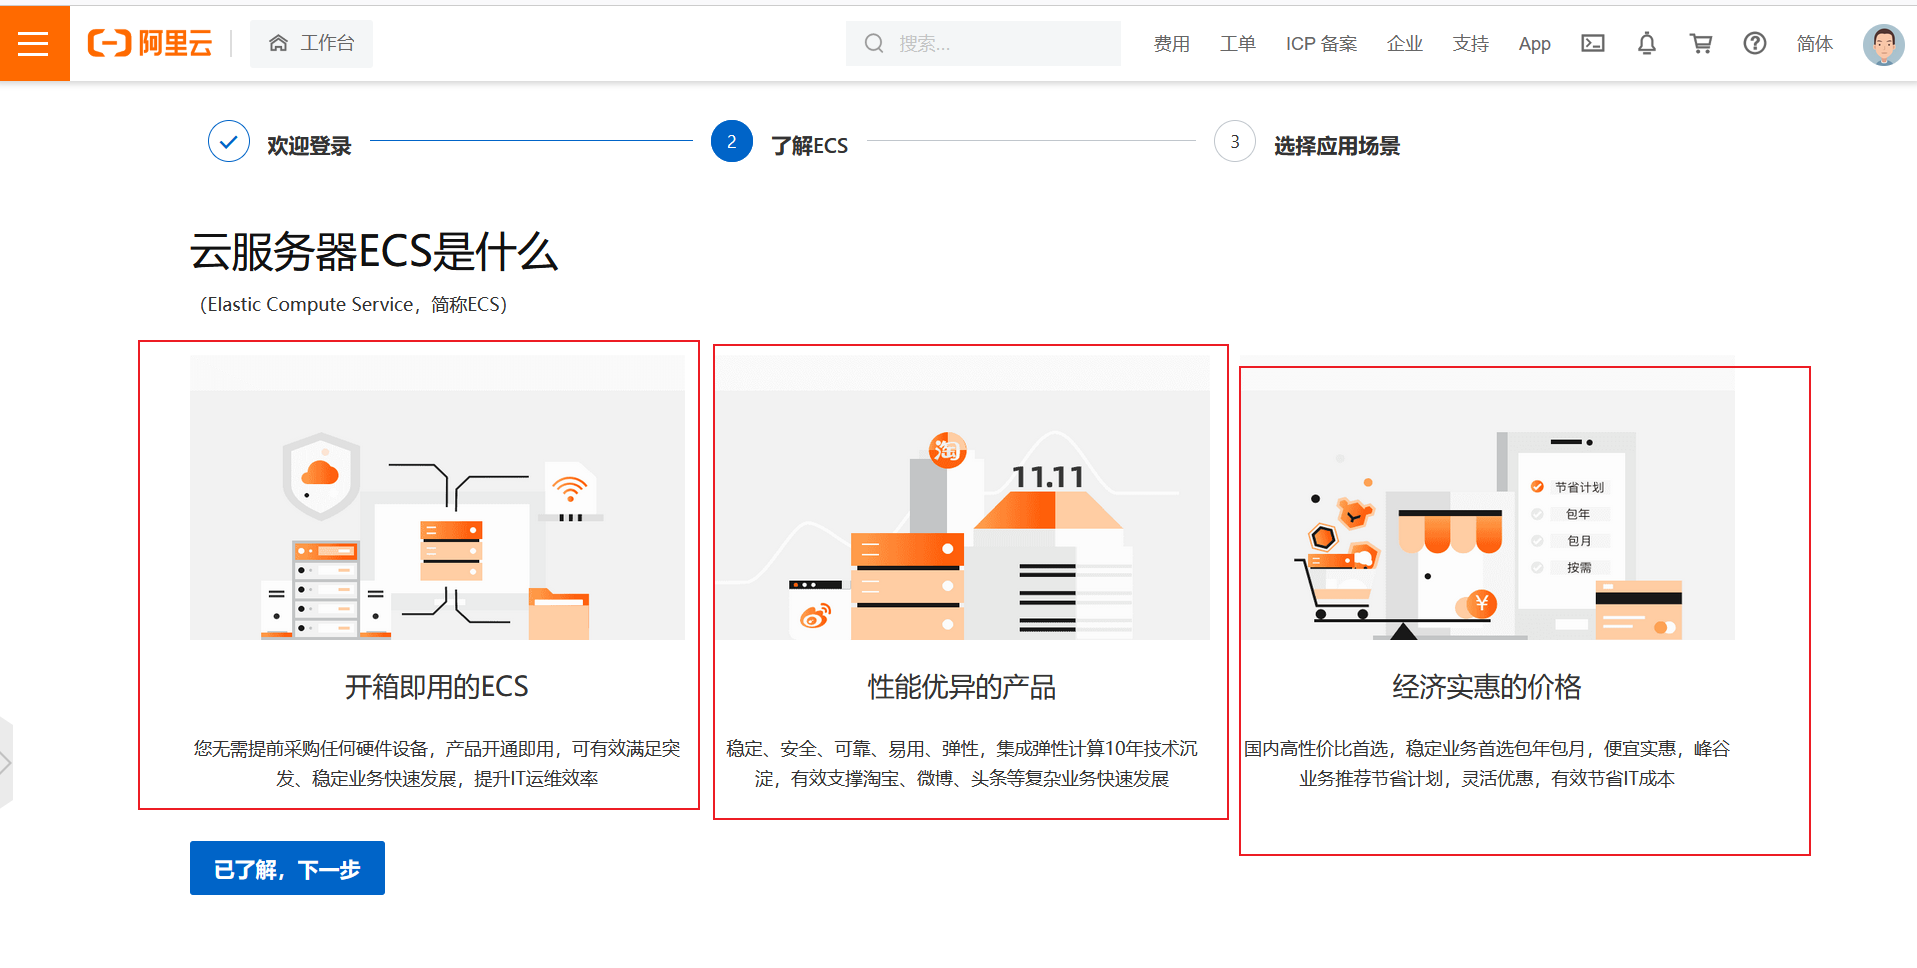 阿里云
工作台
搜索...
费用
工单
ICP 备案
企业
支持
App
简体
欢迎登录
2
了解ECS
3
选择应用场景
云服务器ECS是什么
（Elastic Compute Service，简称ECS）
淘
11.11
节省计划
包年
包月
按需
¥
开箱即用的ECS
您无需提前采购任何硬件设备，产品开通即用，可有效满足突
发、稳定业务快速发展，提升IT运维效率
性能优异的产品
稳定、安全、可靠、易用、弹性，集成弹性计算10年技术沉
淀，有效支撑淘宝、微博、头条等复杂业务快速发展
经济实惠的价格
国内高性价比首选，稳定业务首选包年包月，便宜实惠，峰谷
业务推荐节省计划，灵活优惠，有效节省IT成本
已了解，下一步